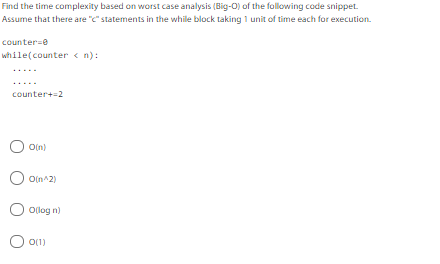 Find the time complexity based on worst case analysis (Big-O) of the following code snippet.
Assume that there are "c" statements in the while block taking 1 unit of time each for execution.
counter=0
while(counter < n):
.....
.....
counter+=2
O(n)
O(n^2)
O(log n)
O(1)